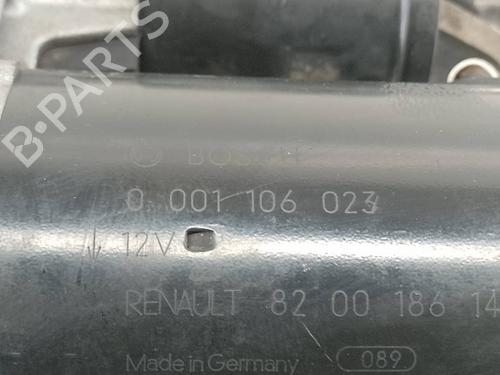 BOSCH
0 001 106 023
12V
RENAULT 82 00 186 14
Made in Germany 089
B-PARTS